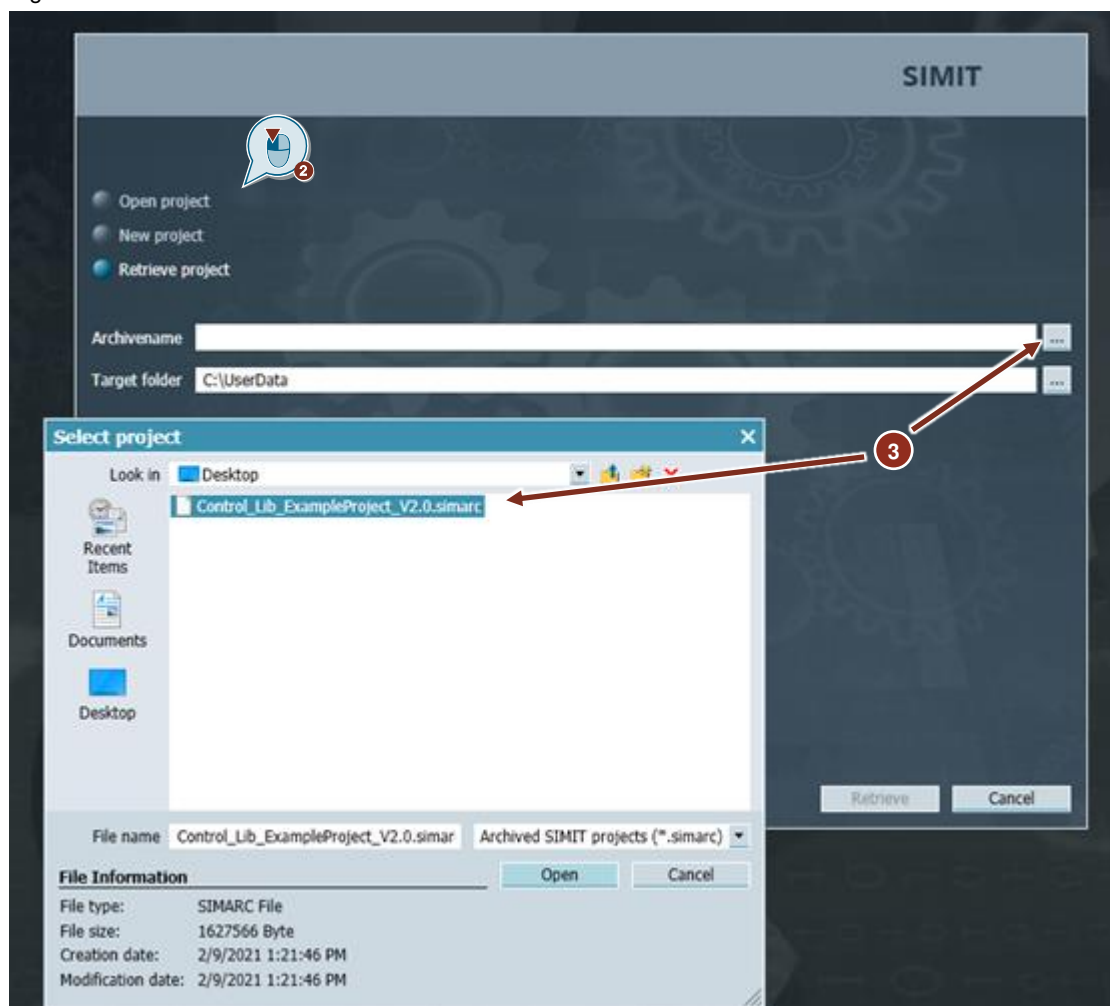 SIMIT
2
Open project
New project
Retrieve project
Archivename ...
Target folder C:\UserData ...
3
Select project
Look in Desktop
Control_Lib_ExampleProject_V2.0.simarc
Recent
Items
Documents
Desktop
Retrieve Cancel
File name Control_Lib_ExampleProject_V2.0.simar Archived SIMIT projects (*.simarc)
File Information Open Cancel
File type: SIMARC File
File size: 1627566 Byte
Creation date: 2/9/2021 1:21:46 PM
Modification date: 2/9/2021 1:21:46 PM